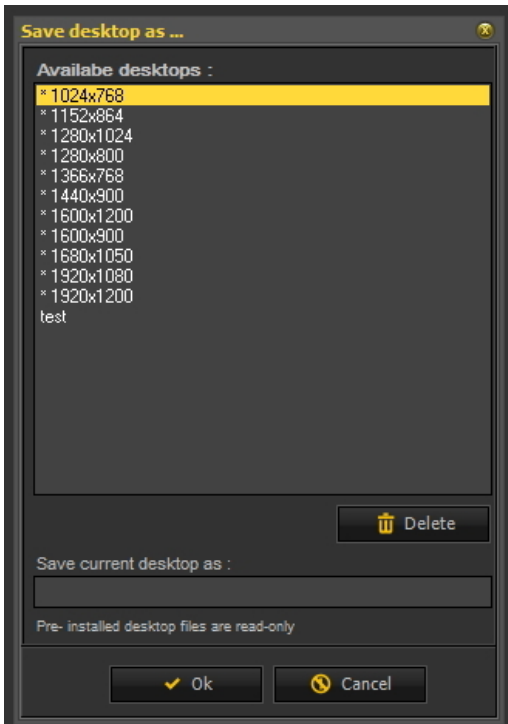 Save desktop as ...
Availabe desktops :
* 1024x768
* 1152x864
* 1280x1024
* 1280x800
* 1366x768
* 1440x900
* 1600x1200
* 1600x900
* 1680x1050
* 1920x1080
* 1920x1200
test
Delete
Save current desktop as :
Pre- installed desktop files are read-only
Ok
Cancel